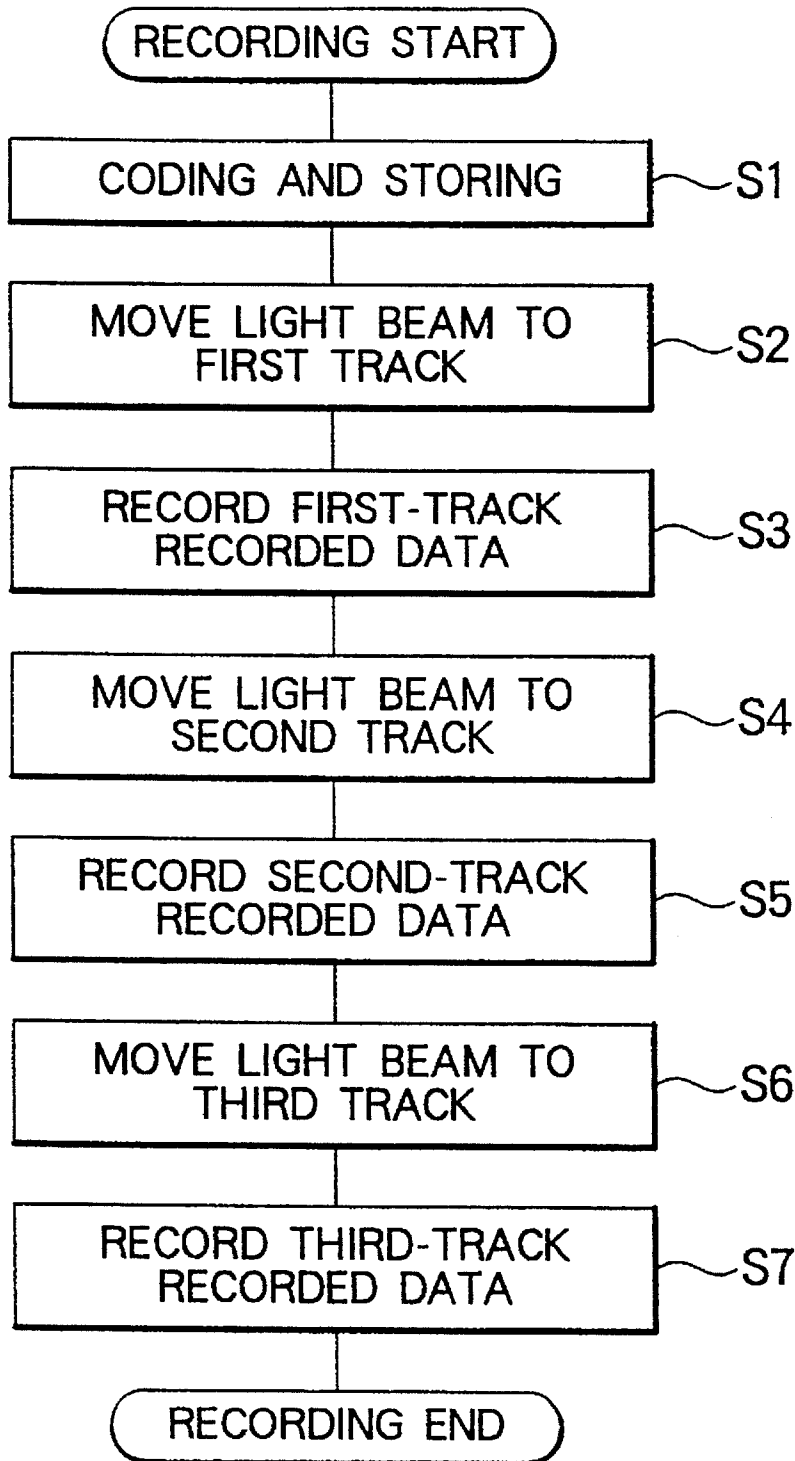 RECORDING START
CODING AND STORING
S1
MOVE LIGHT BEAM TO
FIRST TRACK
S2
RECORD FIRST-TRACK
RECORDED DATA
S3
MOVE LIGHT BEAM TO
SECOND TRACK
S4
RECORD SECOND-TRACK
RECORDED DATA
S5
MOVE LIGHT BEAM TO
THIRD TRACK
S6
RECORD THIRD-TRACK
RECORDED DATA
S7
RECORDING END